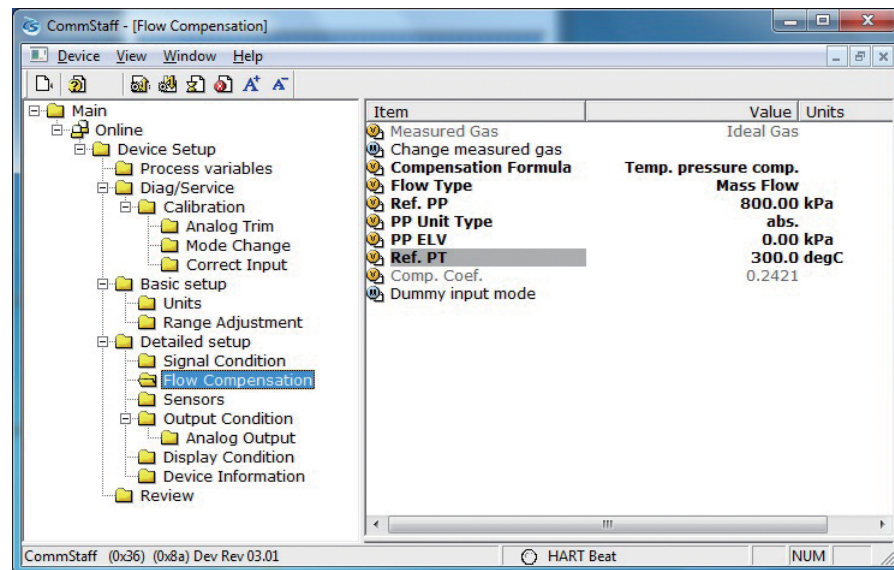 CommStaff - [Flow Compensation]
Device View Window Help
Main
Online
Device Setup
Process variables
Diag/Service
Calibration
Analog Trim
Mode Change
Correct Input
Basic setup
Units
Range Adjustment
Detailed setup
Signal Condition
Flow Compensation
Sensors
Output Condition
Analog Output
Display Condition
Device Information
Review
Item Value Units
Measured Gas Ideal Gas
Change measured gas
Compensation Formula Temp. pressure comp.
Flow Type Mass Flow
Ref. PP 800.00 kPa
PP Unit Type abs.
PP ELV 0.00 kPa
Ref. PT 300.0 degC
Comp. Coef. 0.2421
Dummy input mode
CommStaff (0x36) (0x8a) Dev Rev 03.01 HART Beat NUM